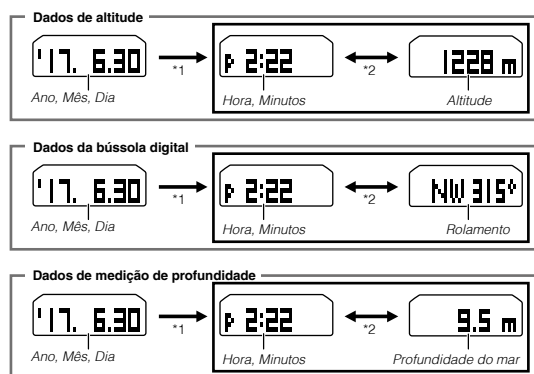 Dados de altitude
'17. 6.30 *1 P 2:22 *2 1228 m
Ano, Mês, Dia Hora, Minutos Altitude
Dados da bússola digital
'17. 6.30 *1 P 2:22 *2 NW 315°
Ano, Mês, Dia Hora, Minutos Rolamento
Dados de medição de profundidade
'17. 6.30 *1 P 2:22 *2 9.5 m
Ano, Mês, Dia Hora, Minutos Profundidade do mar